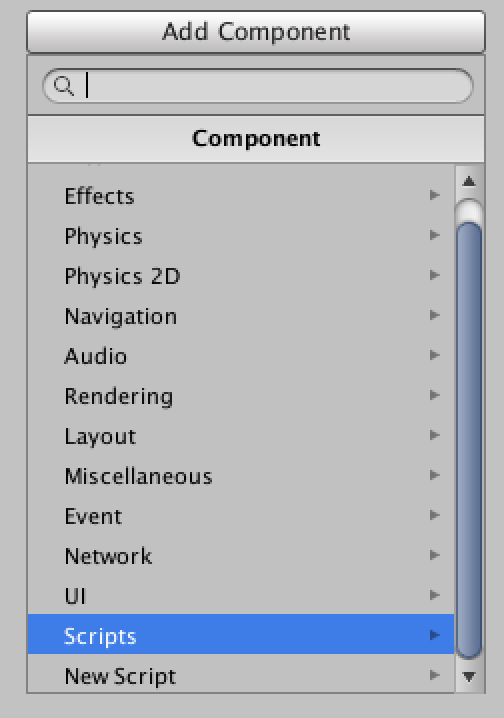 Add Component
Component
Effects
Physics
Physics 2D
Navigation
Audio
Rendering
Layout
Miscellaneous
Event
Network
UI
Scripts
New Script